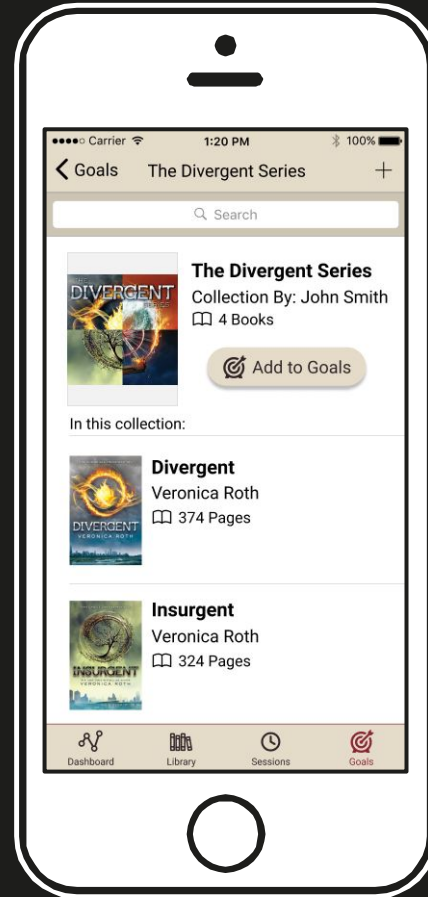 Carrier 1:20 PM 100%
Goals The Divergent Series +
Search
DIVERGENT
SERIES
The Divergent Series
Collection By: John Smith
4 Books
Add to Goals
In this collection:
DIVERGENT
VERONICA ROTH
Divergent
Veronica Roth
374 Pages
INSURGENT
VERONICA ROTH
Insurgent
Veronica Roth
324 Pages
Dashboard Library Sessions Goals